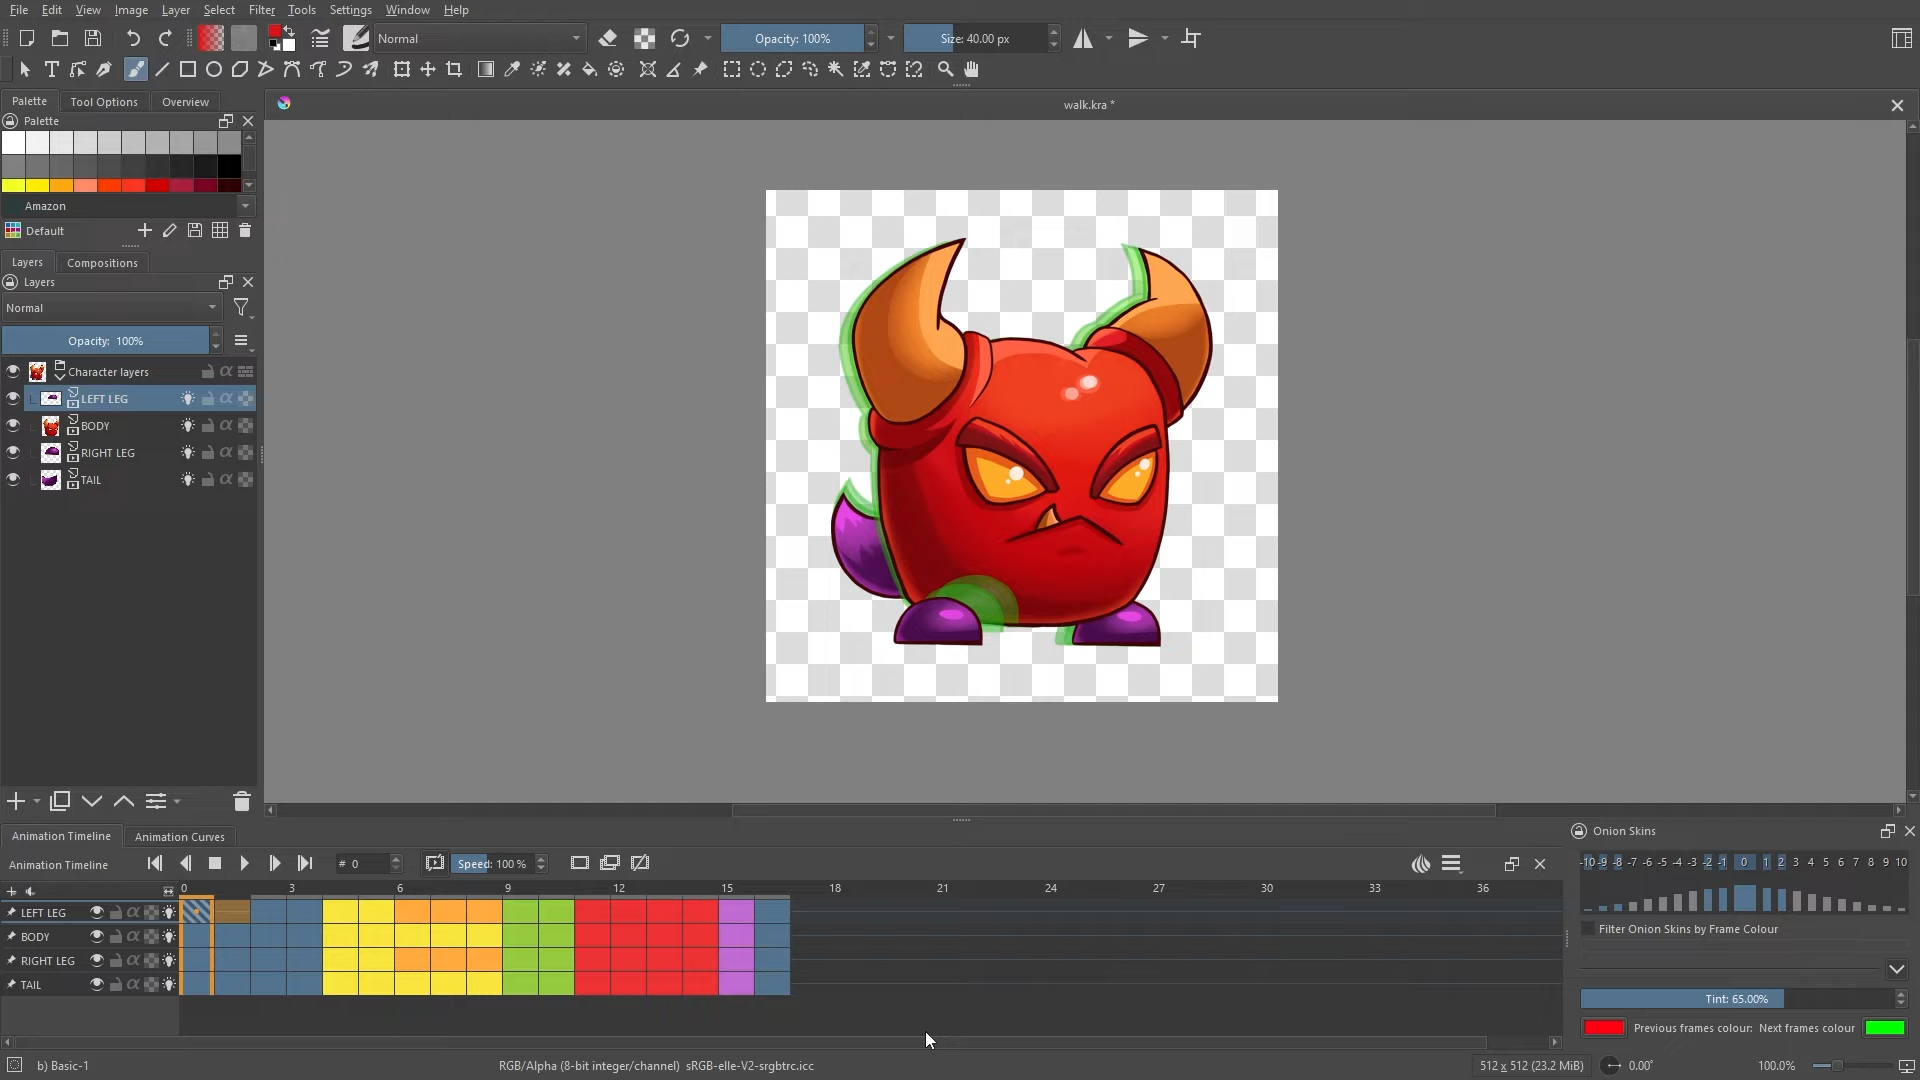 File Edit View Image Layer Select Filter Tools Settings Window Help
Normal Opacity: 100% Size: 40.00 px
Palette Tool Options Overview
walk.kra *
Palette
Amazon
Default
Layers Compositions
Layers
Normal
Opacity: 100%
Character layers
LEFT LEG
BODY
RIGHT LEG
TAIL
Animation Timeline Animation Curves
Onion Skins
Animation Timeline # 0 Speed: 100 %
-10 -9 -8 -7 -6 -5 -4 -3 -2 -1 0 1 2 3 4 5 6 7 8 9 10
0 3 6 9 12 15 18 21 24 27 30 33 36
LEFT LEG
Filter Onion Skins by Frame Colour
BODY
RIGHT LEG
TAIL
Tint: 65.00%
Previous frames colour: Next frames colour
b) Basic-1 RGB/Alpha (8-bit integer/channel) sRGB-elle-V2-srgbtrc.icc 512 x 512 (23.2 MiB) 0.00° 100.0%